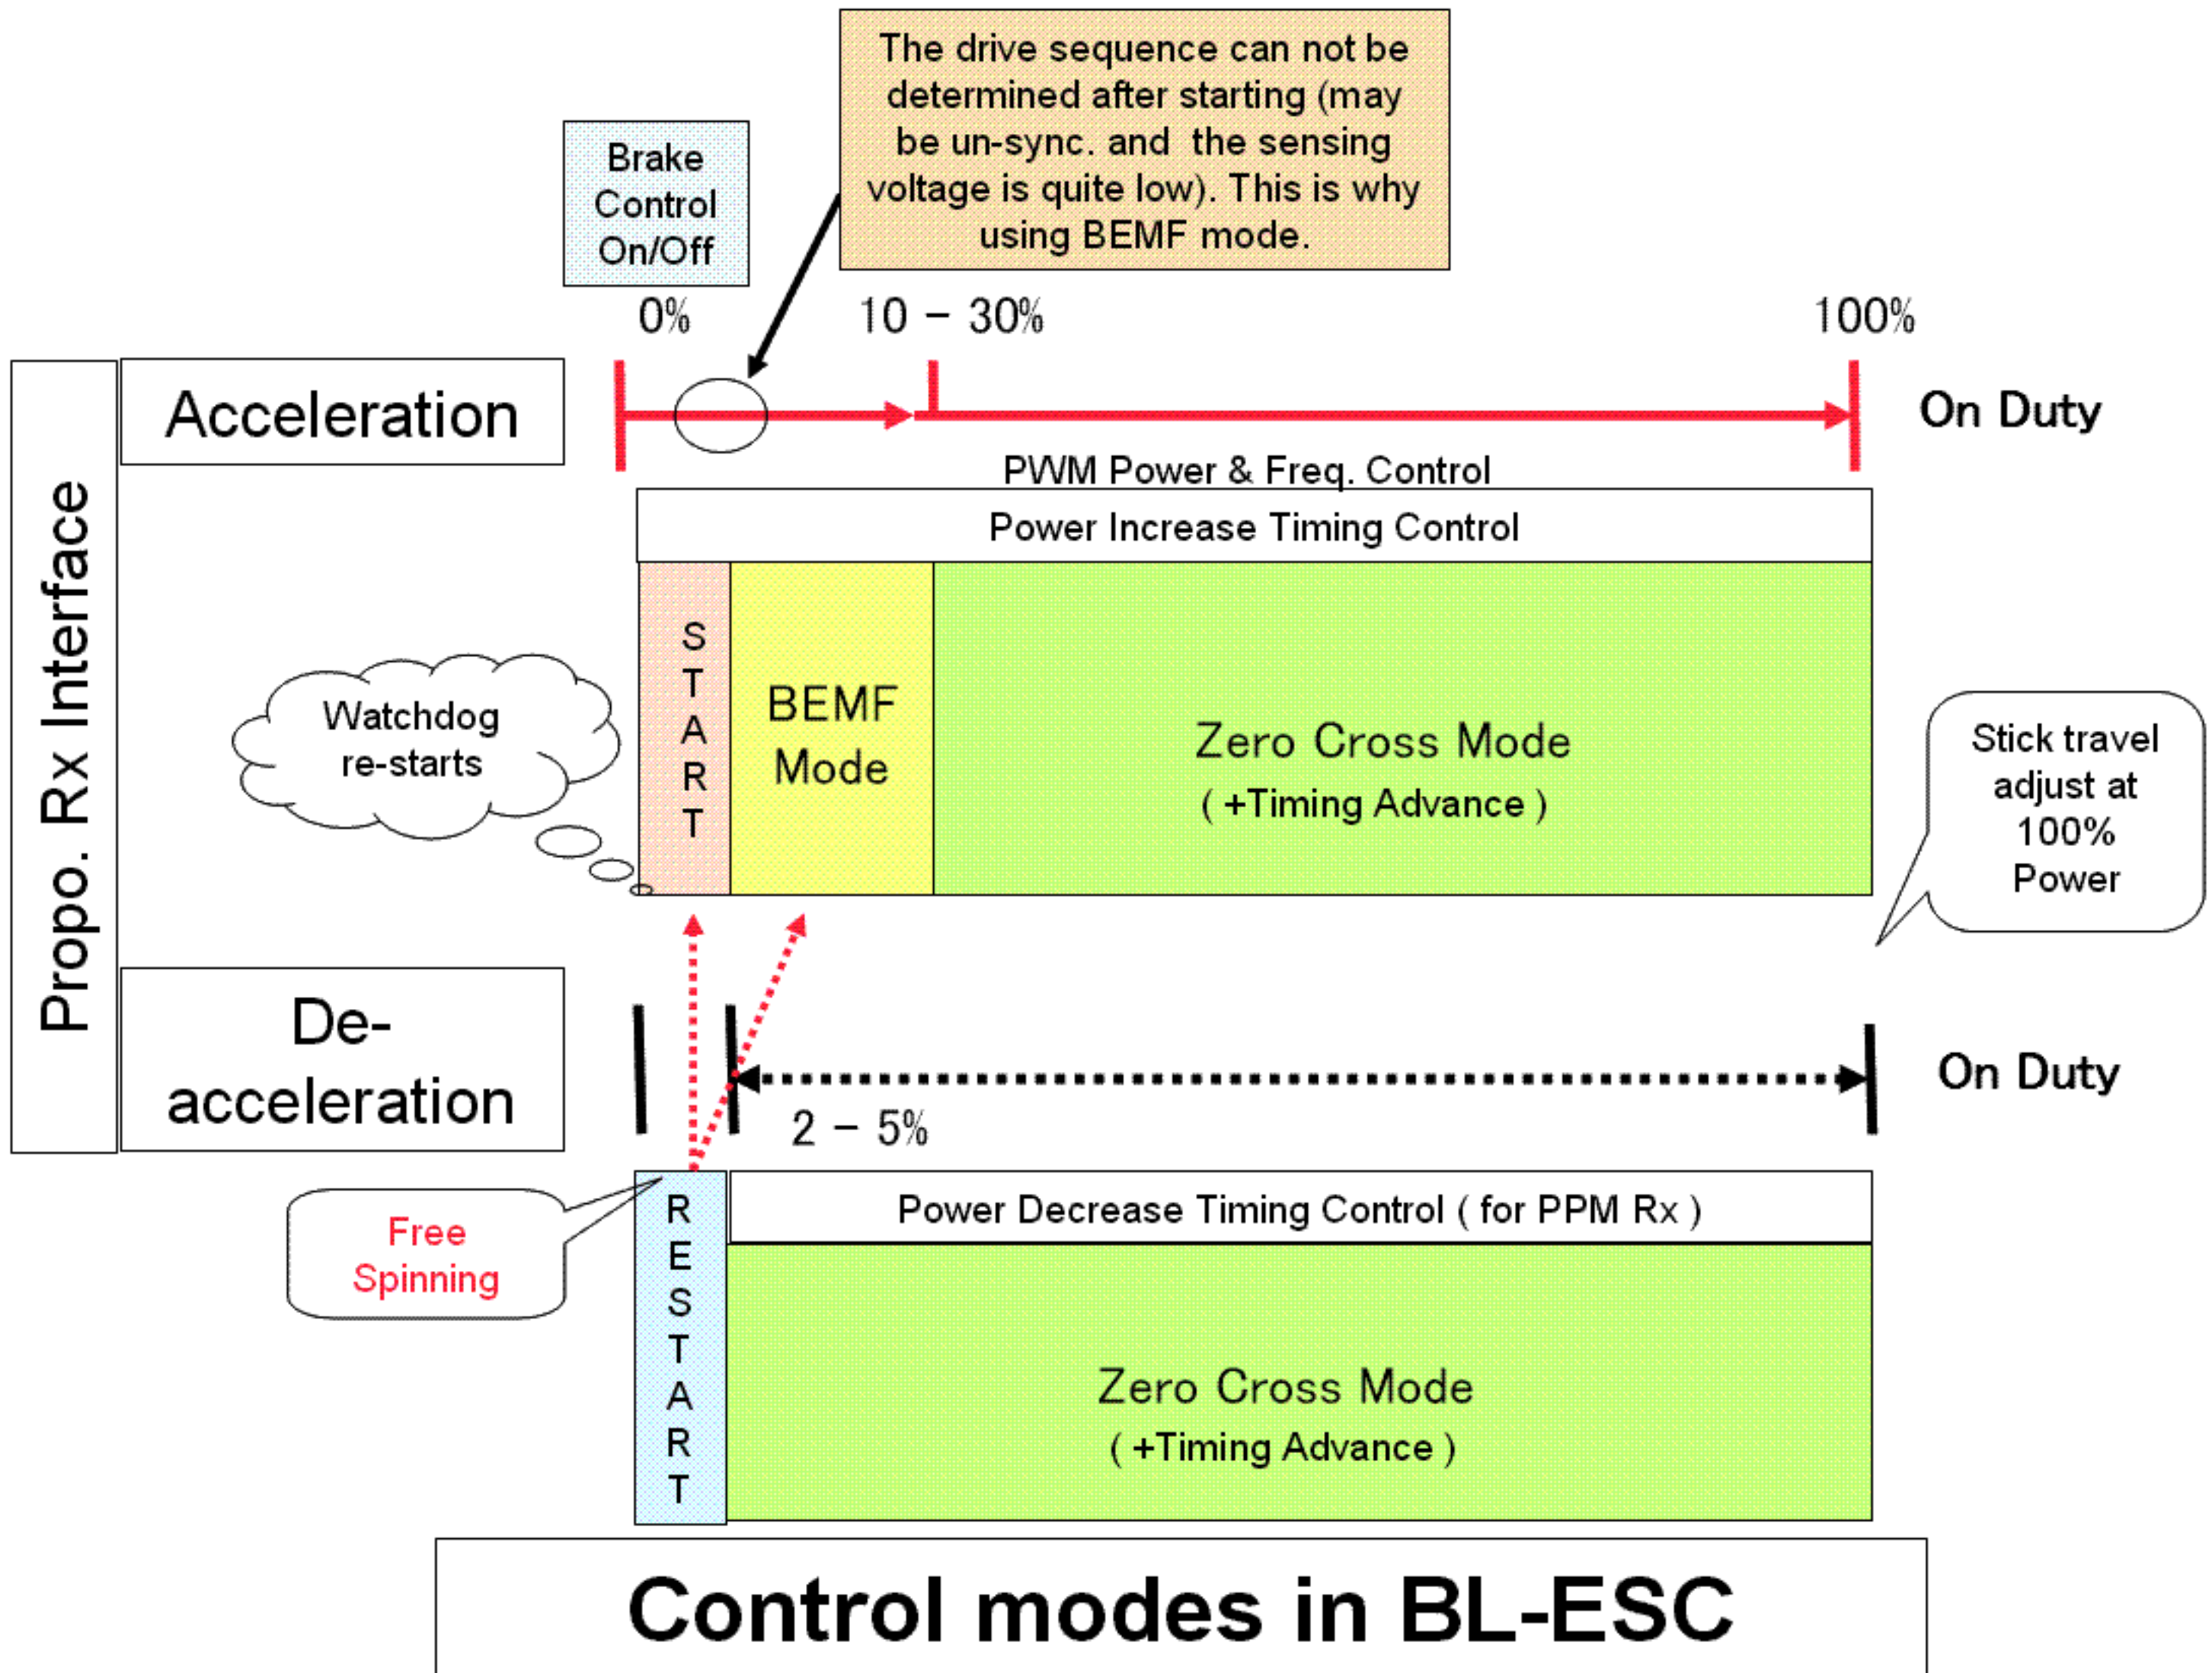 The drive sequence can not be
determined after starting (may
be un-sync. and the sensing
voltage is quite low). This is why
using BEMF mode.
Brake
Control
On/Off
0%
10 - 30%
100%
Propo. Rx Interface
Acceleration
On Duty
PWM Power & Freq. Control
Power Increase Timing Control
START
BEMF
Mode
Zero Cross Mode
( +Timing Advance )
Watchdog
re-starts
Stick travel
adjust at
100%
Power
De-
acceleration
On Duty
2 - 5%
Free
Spinning
RESTART
Power Decrease Timing Control ( for PPM Rx )
Zero Cross Mode
( +Timing Advance )
Control modes in BL-ESC